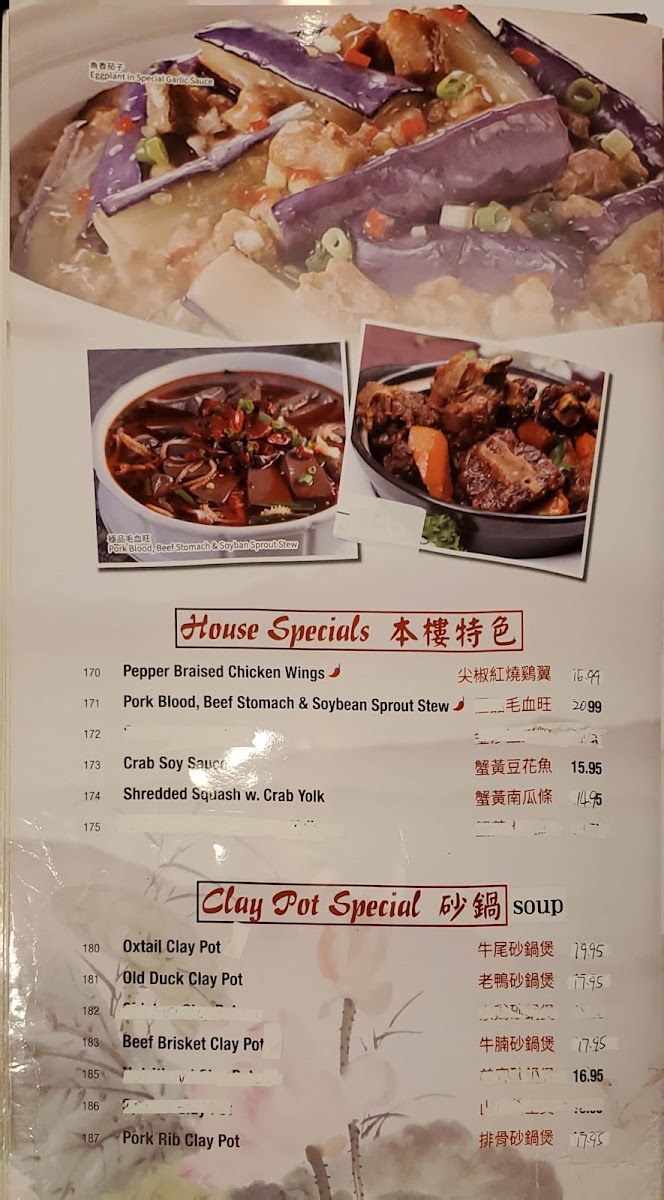 魚香茄子
Eggplant in Special Garlic Sauce
極品毛血旺
Pork Blood, Beef Stomach & Soyban Sprout Stew
House Specials 本樓特色
170 Pepper Braised Chicken Wings 尖椒紅燒鷄翼 16.99
171 Pork Blood, Beef Stomach & Soybean Sprout Stew 毛血旺 20.99
172
173 Crab Soy Sauce 蟹黃豆花魚 15.95
174 Shredded Squash w. Crab Yolk 蟹黃南瓜條 14.95
175
Clay Pot Special 砂鍋 soup
180 Oxtail Clay Pot 牛尾砂鍋煲 19.95
181 Old Duck Clay Pot 老鴨砂鍋煲 17.95
182
183 Beef Brisket Clay Pot 牛腩砂鍋煲 17.95
185 16.95
186
187 Pork Rib Clay Pot 排骨砂鍋煲 17.95